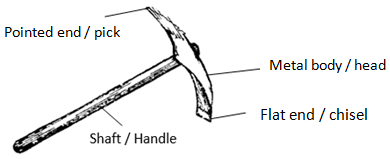 Pointed end / pick
Metal body / head
Flat end / chisel
Shaft / Handle